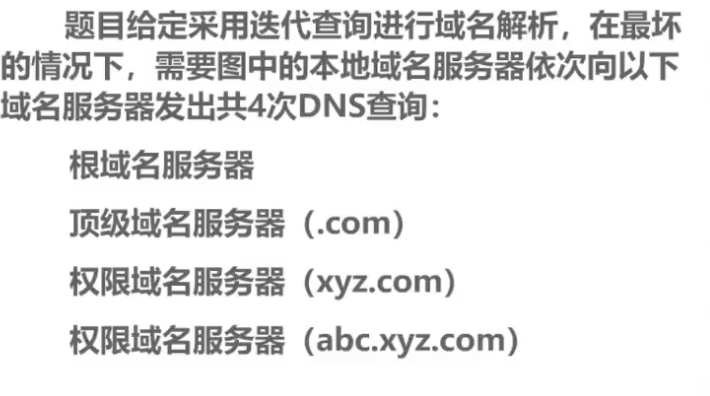 题目给定采用迭代查询进行域名解析，在最坏
的情况下，需要图中的本地域名服务器依次向以下
域名服务器发出共4次DNS查询：
根域名服务器
顶级域名服务器（.com）
权限域名服务器（xyz.com）
权限域名服务器（abc.xyz.com）